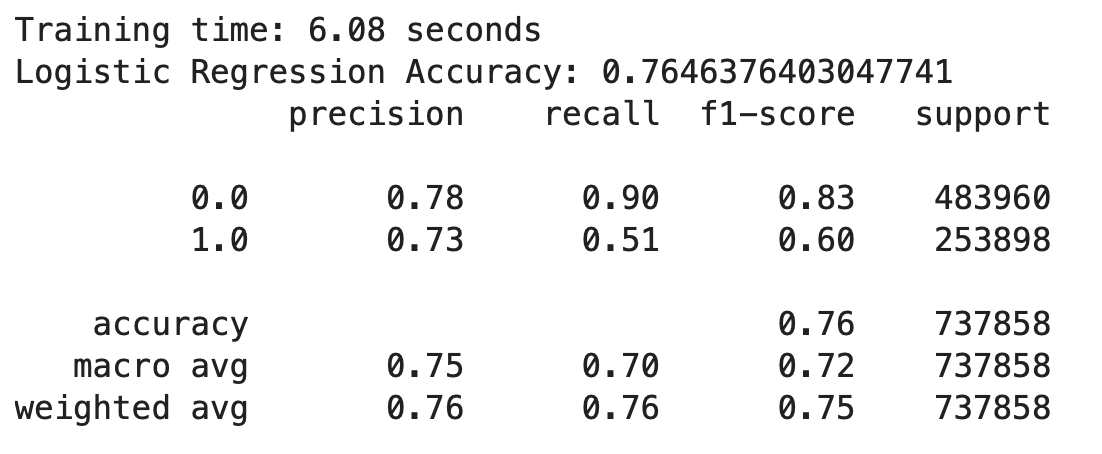 Training time: 6.08 seconds
Logistic Regression Accuracy: 0.7646376403047741
precision recall f1-score support
0.0 0.78 0.90 0.83 483960
1.0 0.73 0.51 0.60 253898
accuracy 0.76 737858
macro avg 0.75 0.70 0.72 737858
weighted avg 0.76 0.76 0.75 737858